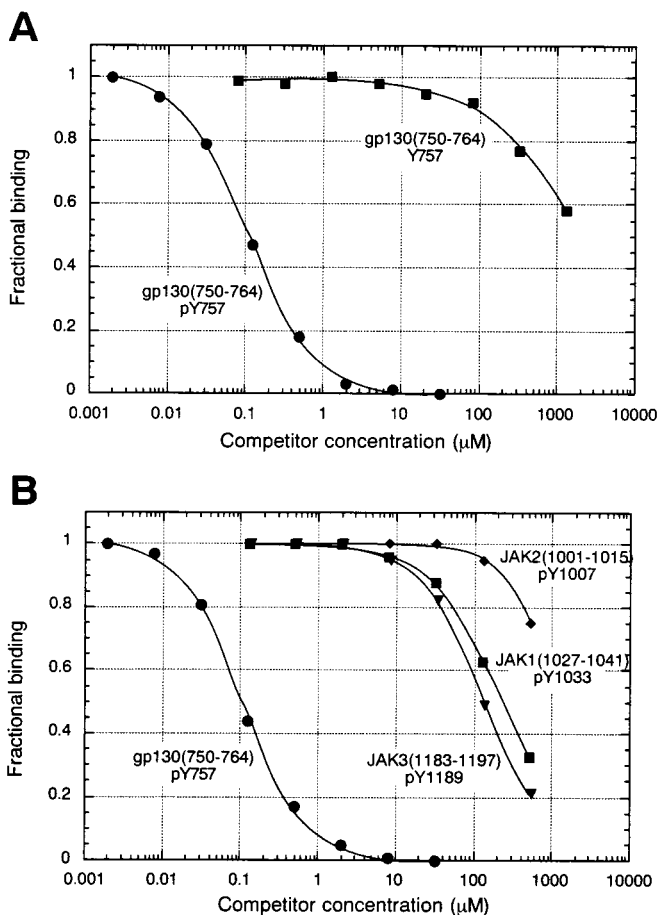 A
Fractional binding
1
0.8
0.6
0.4
0.2
0
gp130(750-764)
Y757
gp130(750-764)
pY757
0.001
0.01
0.1
1
10
100
1000
10000
Competitor concentration (μM)
B
Fractional binding
1
0.8
0.6
0.4
0.2
0
JAK2(1001-1015)
pY1007
JAK1(1027-1041)
pY1033
gp130(750-764)
pY757
JAK3(1183-1197)
pY1189
0.001
0.01
0.1
1
10
100
1000
10000
Competitor concentration (μM)